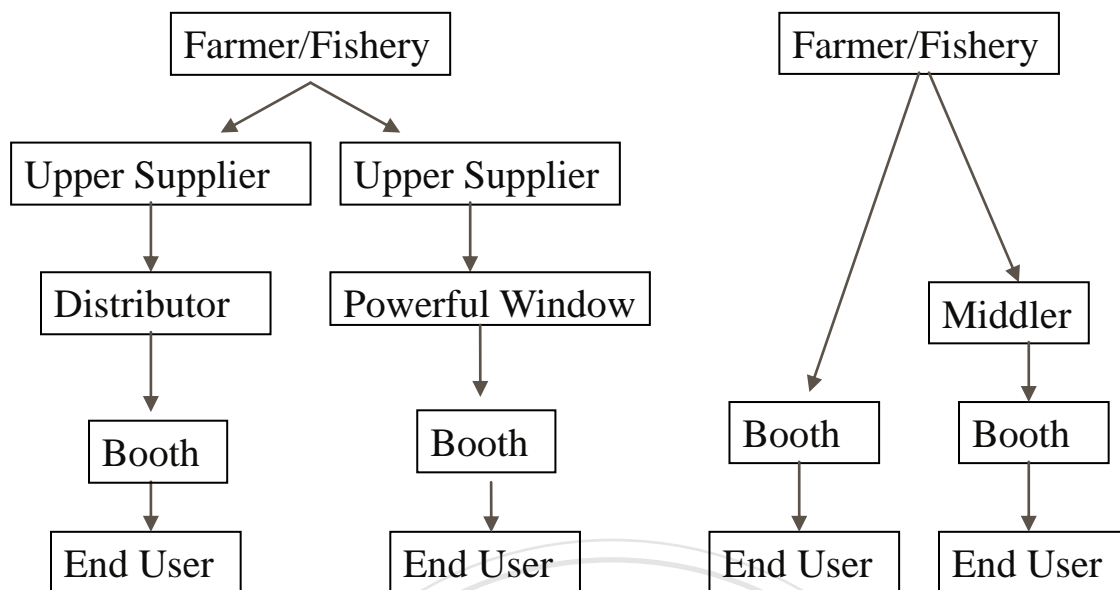 Farmer/Fishery
Farmer/Fishery
Upper Supplier
Upper Supplier
Distributor
Powerful Window
Middler
Booth
Booth
Booth
Booth
End User
End User
End User
End User